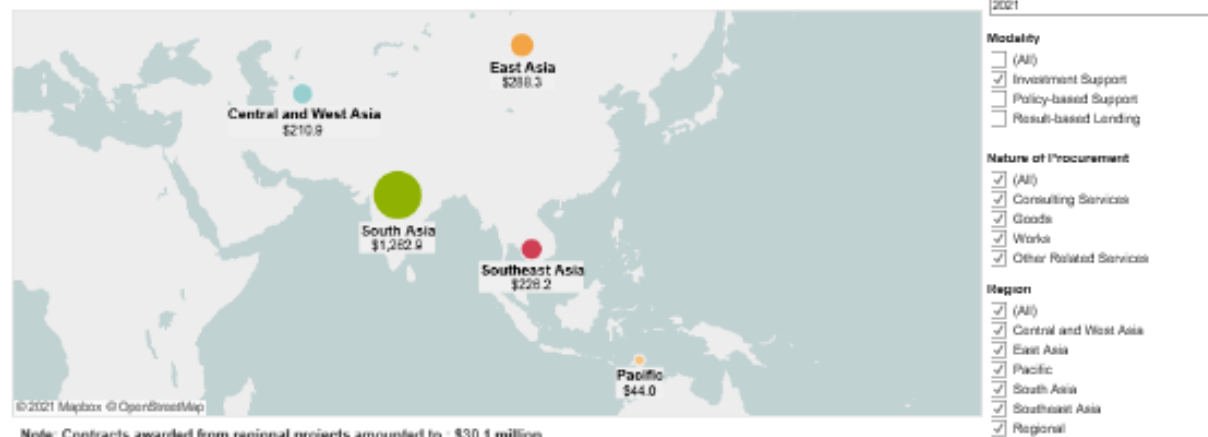 2021
Modality
(All)
Investment Support
Policy-based Support
Result-based Lending
Nature of Procurement
(All)
Consulting Services
Goods
Works
Other Related Services
Region
(All)
Central and West Asia
East Asia
Pacific
South Asia
Southeast Asia
Regional
East Asia
$288.3
Central and West Asia
$210.9
South Asia
$1,262.9
Southeast Asia
$226.2
Pacific
$44.0
© 2021 Mapbox © OpenStreetMap
Note: Contracts awarded from regional projects amounted to : $30.1 million